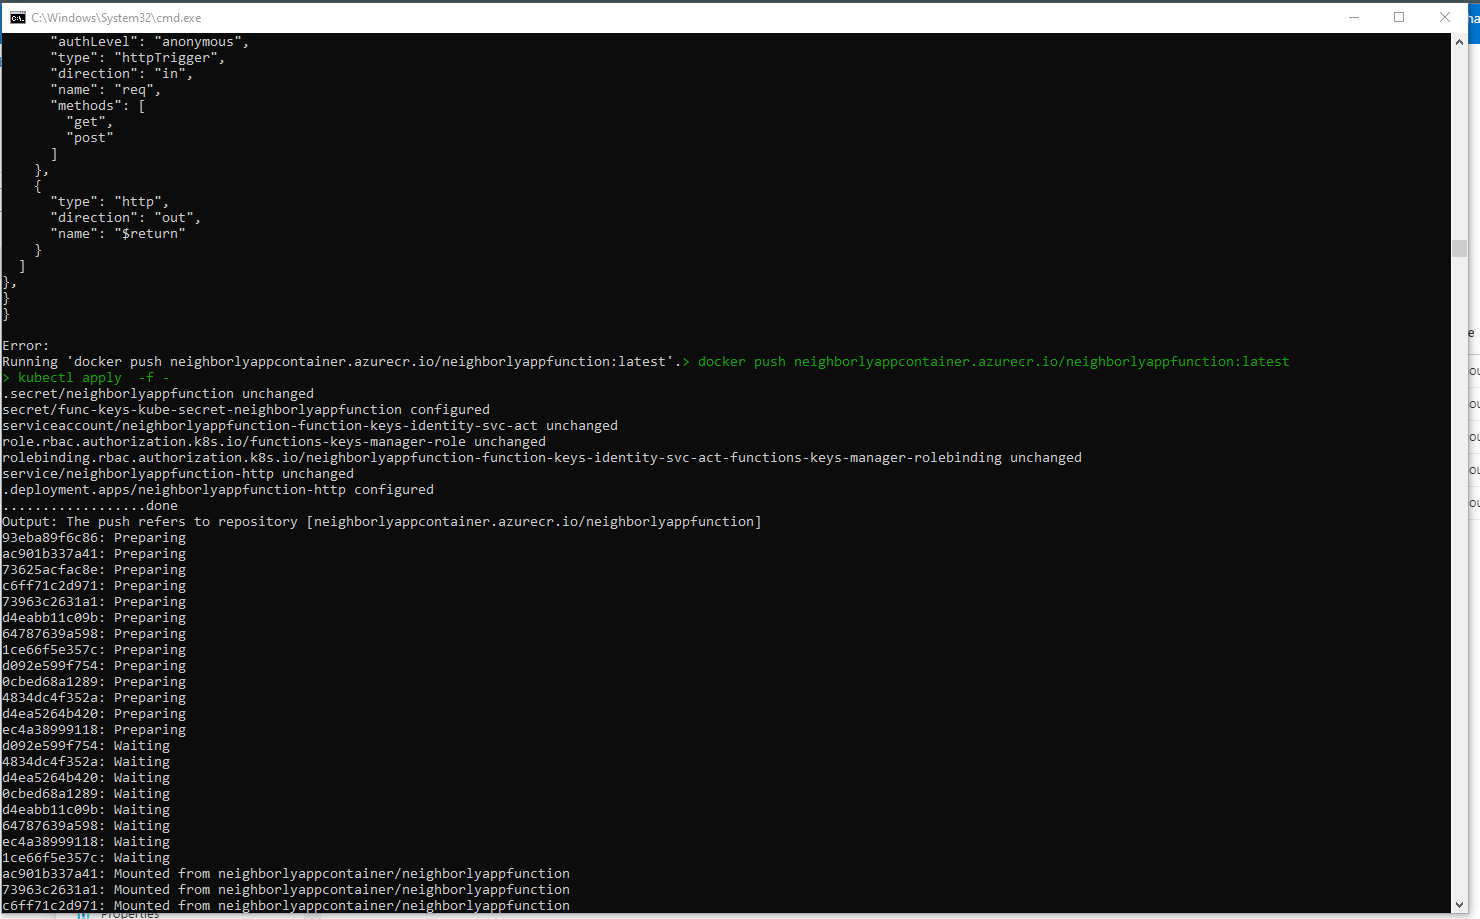 C:\Windows\System32\cmd.exe
"authLevel": "anonymous",
"type": "httpTrigger",
"direction": "in",
"name": "req",
"methods": [
"get",
"post"
]
},
{
"type": "http",
"direction": "out",
"name": "$return"
}
]
},
}
}
Error:
Running 'docker push neighborlyappcontainer.azurecr.io/neighborlyappfunction:latest'.> docker push neighborlyappcontainer.azurecr.io/neighborlyappfunction:latest
> kubectl apply  -f -
.secret/neighborlyappfunction unchanged
secret/func-keys-kube-secret-neighborlyappfunction configured
serviceaccount/neighborlyappfunction-function-keys-identity-svc-act unchanged
role.rbac.authorization.k8s.io/functions-keys-manager-role unchanged
rolebinding.rbac.authorization.k8s.io/neighborlyappfunction-function-keys-identity-svc-act-functions-keys-manager-rolebinding unchanged
service/neighborlyappfunction-http unchanged
.deployment.apps/neighborlyappfunction-http configured
..................done
Output: The push refers to repository [neighborlyappcontainer.azurecr.io/neighborlyappfunction]
93eba89f6c86: Preparing
ac901b337a41: Preparing
73625acfac8e: Preparing
c6ff71c2d971: Preparing
73963c2631a1: Preparing
d4eabb11c09b: Preparing
64787639a598: Preparing
1ce66f5e357c: Preparing
d092e599f754: Preparing
0cbed68a1289: Preparing
4834dc4f352a: Preparing
d4ea5264b420: Preparing
ec4a38999118: Preparing
d092e599f754: Waiting
4834dc4f352a: Waiting
d4ea5264b420: Waiting
0cbed68a1289: Waiting
d4eabb11c09b: Waiting
64787639a598: Waiting
ec4a38999118: Waiting
1ce66f5e357c: Waiting
ac901b337a41: Mounted from neighborlyappcontainer/neighborlyappfunction
73963c2631a1: Mounted from neighborlyappcontainer/neighborlyappfunction
c6ff71c2d971: Mounted from neighborlyappcontainer/neighborlyappfunction
Properties